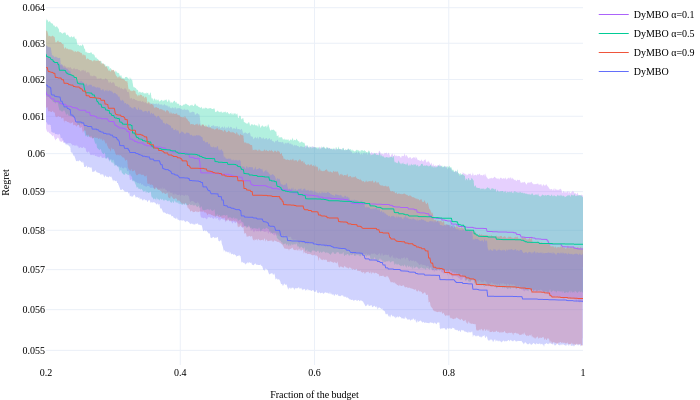 0.064
0.063
0.062
0.061
0.06
0.059
0.058
0.057
0.056
0.055
Regret
0.2
0.4
0.6
0.8
1
Fraction of the budget
DyMBO α=0.1
DyMBO α=0.5
DyMBO α=0.9
DyMBO